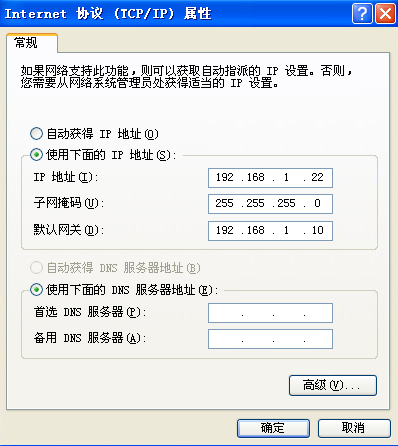 Internet 协议 (TCP/IP) 属性
常规
如果网络支持此功能，则可以获取自动指派的 IP 设置。否则，
您需要从网络系统管理员处获得适当的 IP 设置。
自动获得 IP 地址(O)
使用下面的 IP 地址(S):
IP 地址(I): 192 .168 . 1 . 22
子网掩码(U): 255 .255 .255 . 0
默认网关(D): 192 .168 . 1 . 10
自动获得 DNS 服务器地址(B)
使用下面的 DNS 服务器地址(E):
首选 DNS 服务器(P): . . .
备用 DNS 服务器(A): . . .
高级(V)...
确定 取消